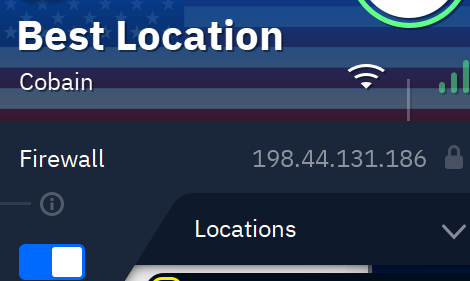 Best Location
Cobain
Firewall 198.44.131.186
Locations